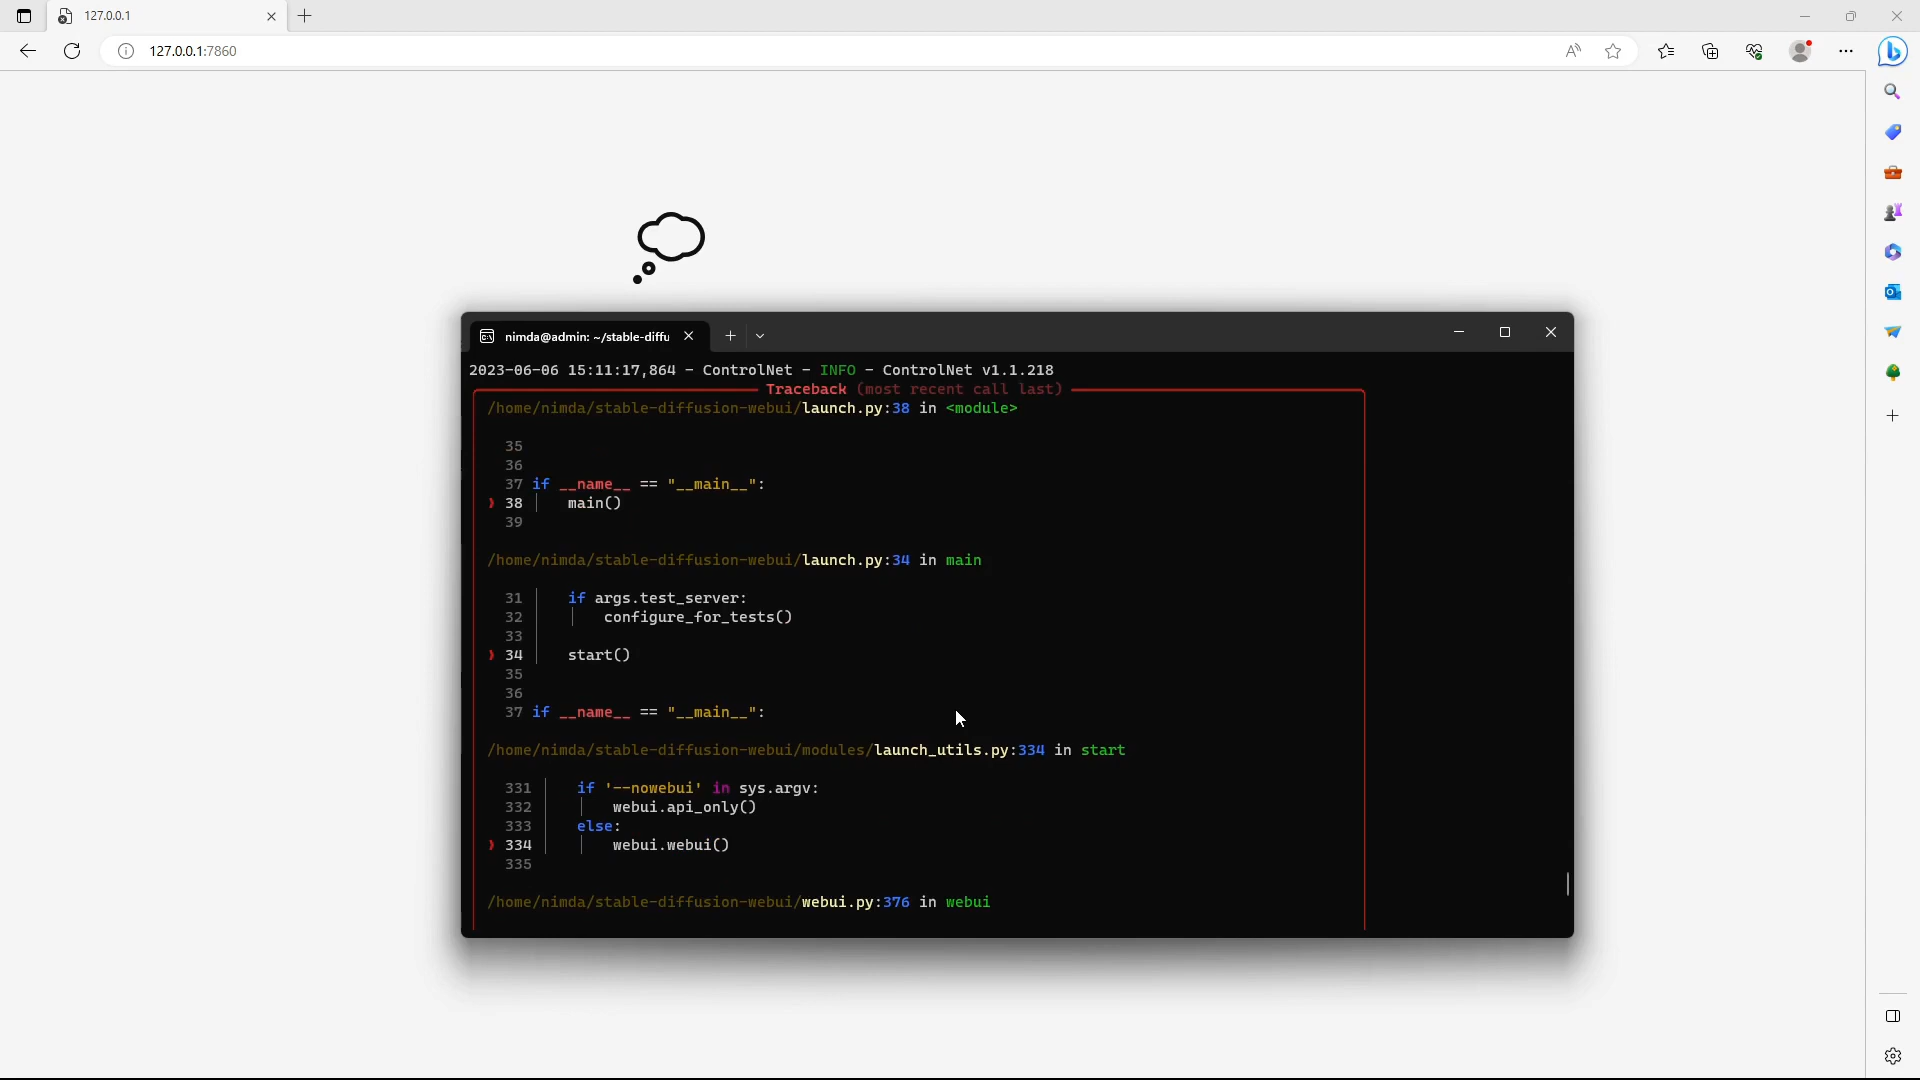 127.0.0.1
127.0.0.1:7860
nimda@admin: ~/stable-diffu
2023-06-06 15:11:17,864 - ControlNet - INFO - ControlNet v1.1.218
Traceback (most recent call last)
/home/nimda/stable-diffusion-webui/launch.py:38 in <module>
35
36
37 if __name__ == "__main__":
❱ 38 │   main()
39
/home/nimda/stable-diffusion-webui/launch.py:34 in main
31 │   if args.test_server:
32 │   │   configure_for_tests()
33 │
❱ 34 │   start()
35
36
37 if __name__ == "__main__":
/home/nimda/stable-diffusion-webui/modules/launch_utils.py:334 in start
331 │   if '--nowebui' in sys.argv:
332 │   │   webui.api_only()
333 │   else:
❱ 334 │   │   webui.webui()
335
/home/nimda/stable-diffusion-webui/webui.py:376 in webui